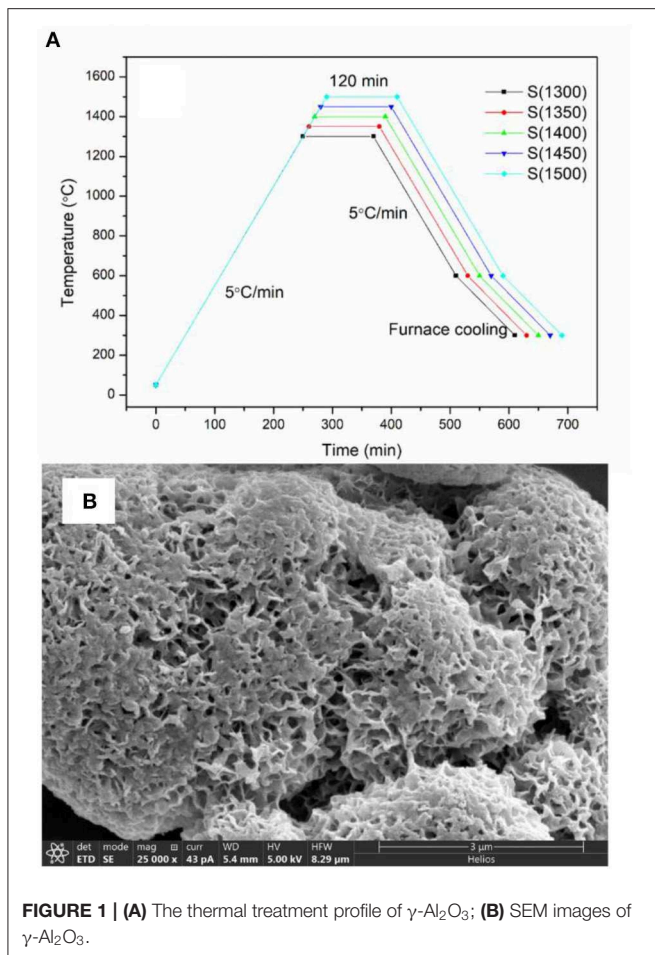 A
120 min
S(1300)
S(1350)
S(1400)
S(1450)
S(1500)
1600
1400
1200
1000
800
600
400
200
0
Temperature (°C)
5°C/min
5°C/min
Furnace cooling
0 100 200 300 400 500 600 700
Time (min)
B
det mode mag curr WD HV HFW 3 µm
ETD SE 25 000 x 43 pA 5.4 mm 5.00 kV 8.29 µm Helios
FIGURE 1 | (A) The thermal treatment profile of γ-Al₂O₃; (B) SEM images of
γ-Al₂O₃.